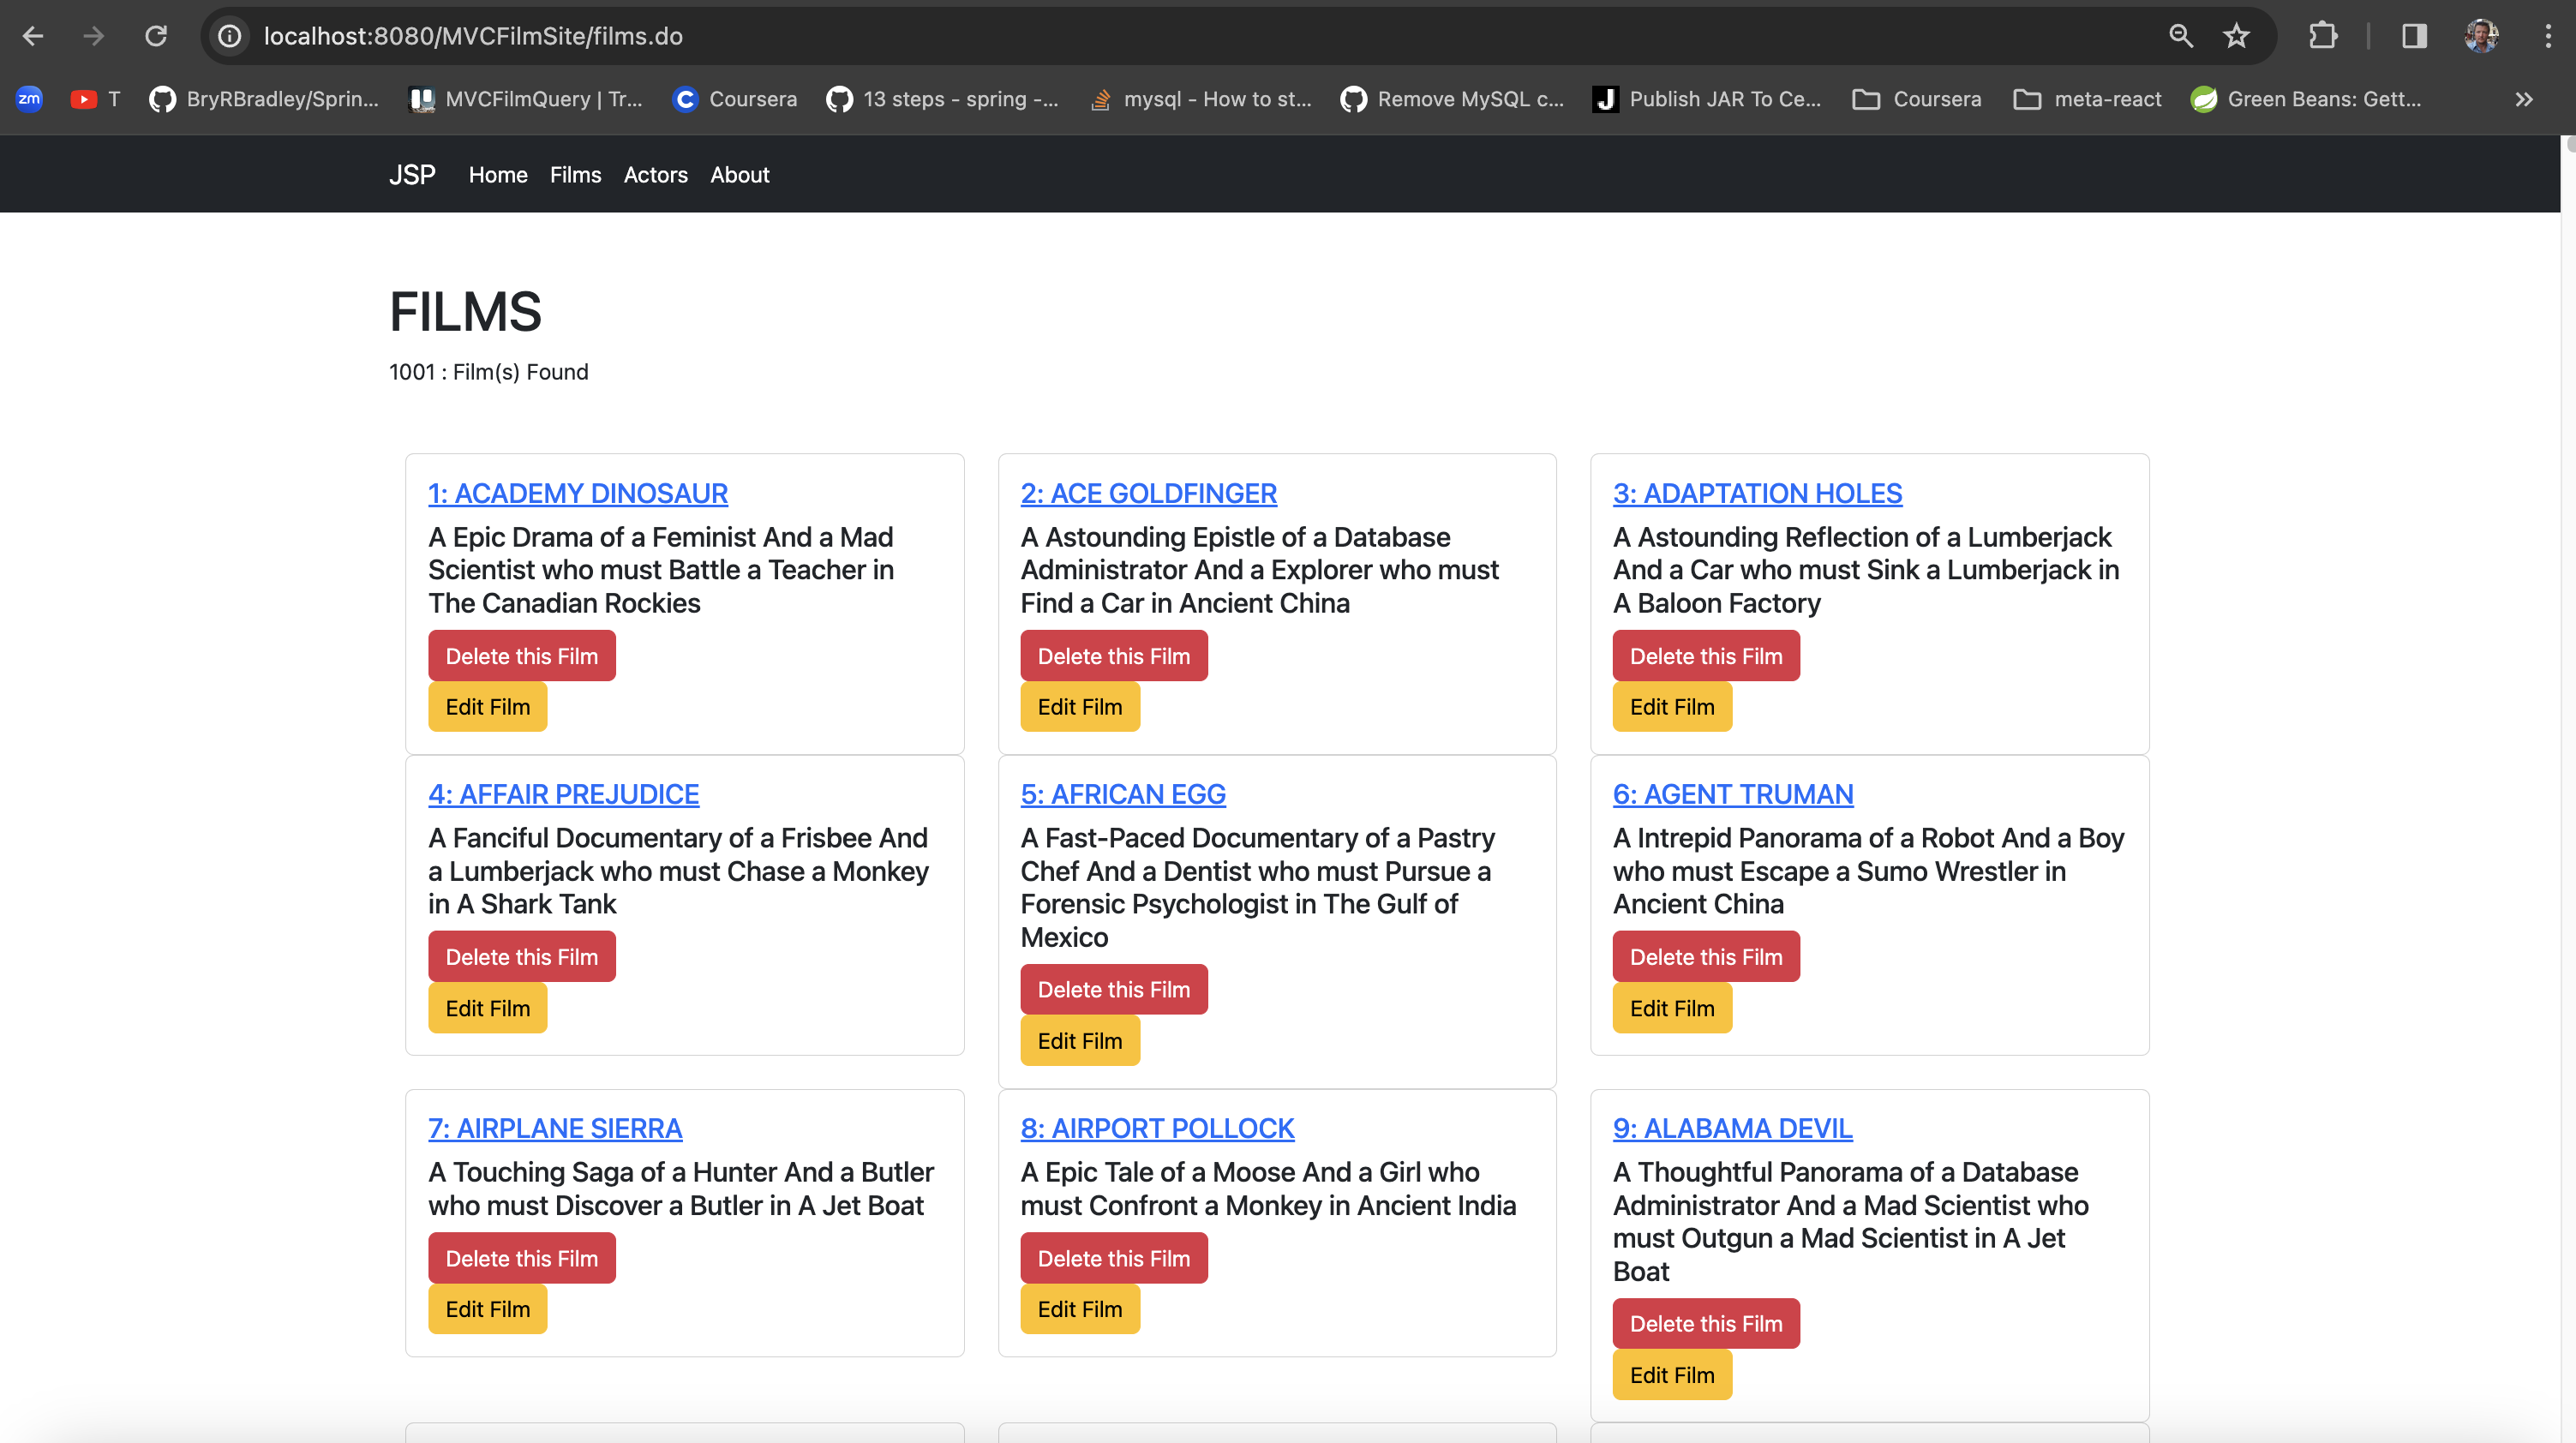 localhost:8080/MVCFilmSite/films.do
zm T BryRBradley/Sprin... MVCFilmQuery | Tr... C Coursera 13 steps - spring -... mysql - How to st... Remove MySQL c... J Publish JAR To Ce... Coursera meta-react Green Beans: Gett... »
JSP Home Films Actors About
FILMS
1001 : Film(s) Found
1: ACADEMY DINOSAUR
A Epic Drama of a Feminist And a Mad
Scientist who must Battle a Teacher in
The Canadian Rockies
Delete this Film
Edit Film
2: ACE GOLDFINGER
A Astounding Epistle of a Database
Administrator And a Explorer who must
Find a Car in Ancient China
Delete this Film
Edit Film
3: ADAPTATION HOLES
A Astounding Reflection of a Lumberjack
And a Car who must Sink a Lumberjack in
A Baloon Factory
Delete this Film
Edit Film
4: AFFAIR PREJUDICE
A Fanciful Documentary of a Frisbee And
a Lumberjack who must Chase a Monkey
in A Shark Tank
Delete this Film
Edit Film
5: AFRICAN EGG
A Fast-Paced Documentary of a Pastry
Chef And a Dentist who must Pursue a
Forensic Psychologist in The Gulf of
Mexico
Delete this Film
Edit Film
6: AGENT TRUMAN
A Intrepid Panorama of a Robot And a Boy
who must Escape a Sumo Wrestler in
Ancient China
Delete this Film
Edit Film
7: AIRPLANE SIERRA
A Touching Saga of a Hunter And a Butler
who must Discover a Butler in A Jet Boat
Delete this Film
Edit Film
8: AIRPORT POLLOCK
A Epic Tale of a Moose And a Girl who
must Confront a Monkey in Ancient India
Delete this Film
Edit Film
9: ALABAMA DEVIL
A Thoughtful Panorama of a Database
Administrator And a Mad Scientist who
must Outgun a Mad Scientist in A Jet
Boat
Delete this Film
Edit Film